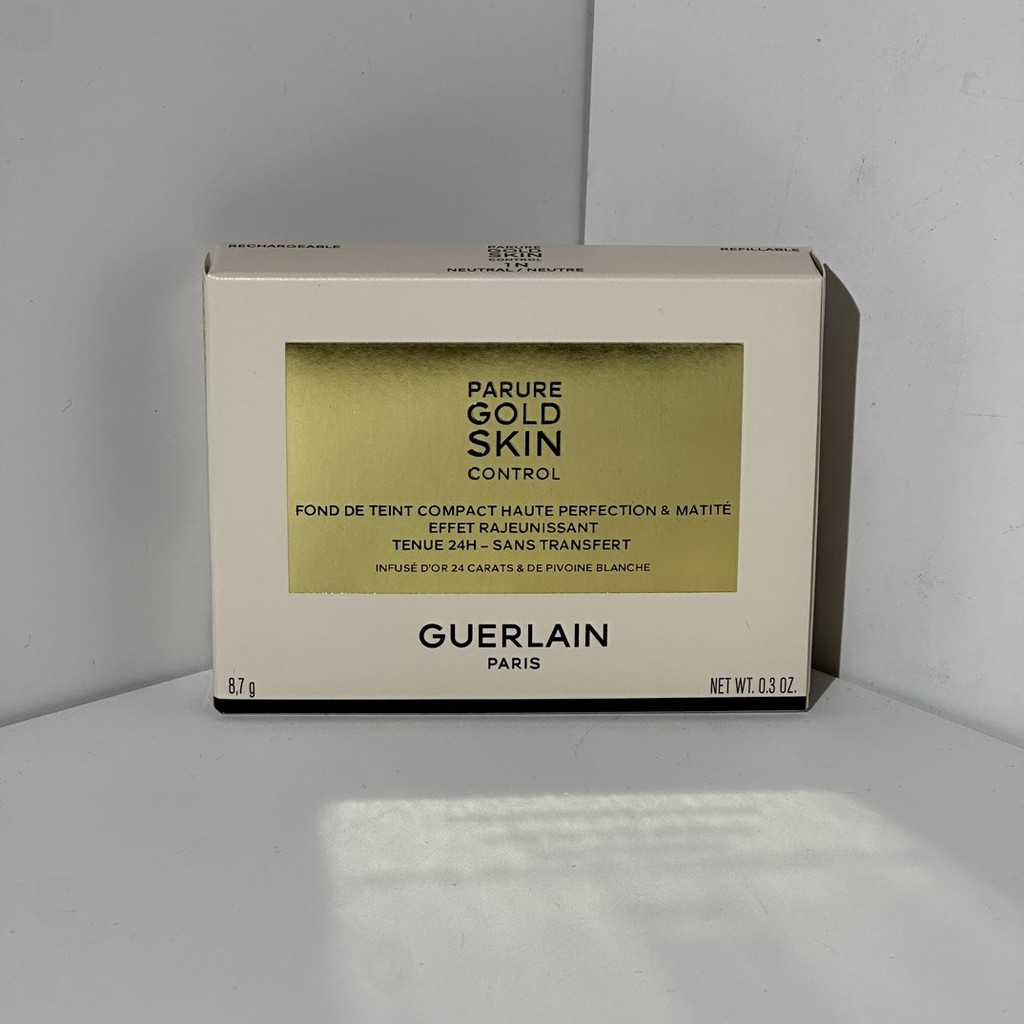 RECHARGEABLE
PARURE
GOLD
SKIN
CONTROL
1N
NEUTRAL / NEUTRE
REFILLABLE
PARURE
GOLD
SKIN
CONTROL
FOND DE TEINT COMPACT HAUTE PERFECTION & MATITÉ
EFFET RAJEUNISSANT
TENUE 24H – SANS TRANSFERT
INFUSÉ D'OR 24 CARATS & DE PIVOINE BLANCHE
GUERLAIN
PARIS
8,7 g
NET WT. 0.3 OZ.